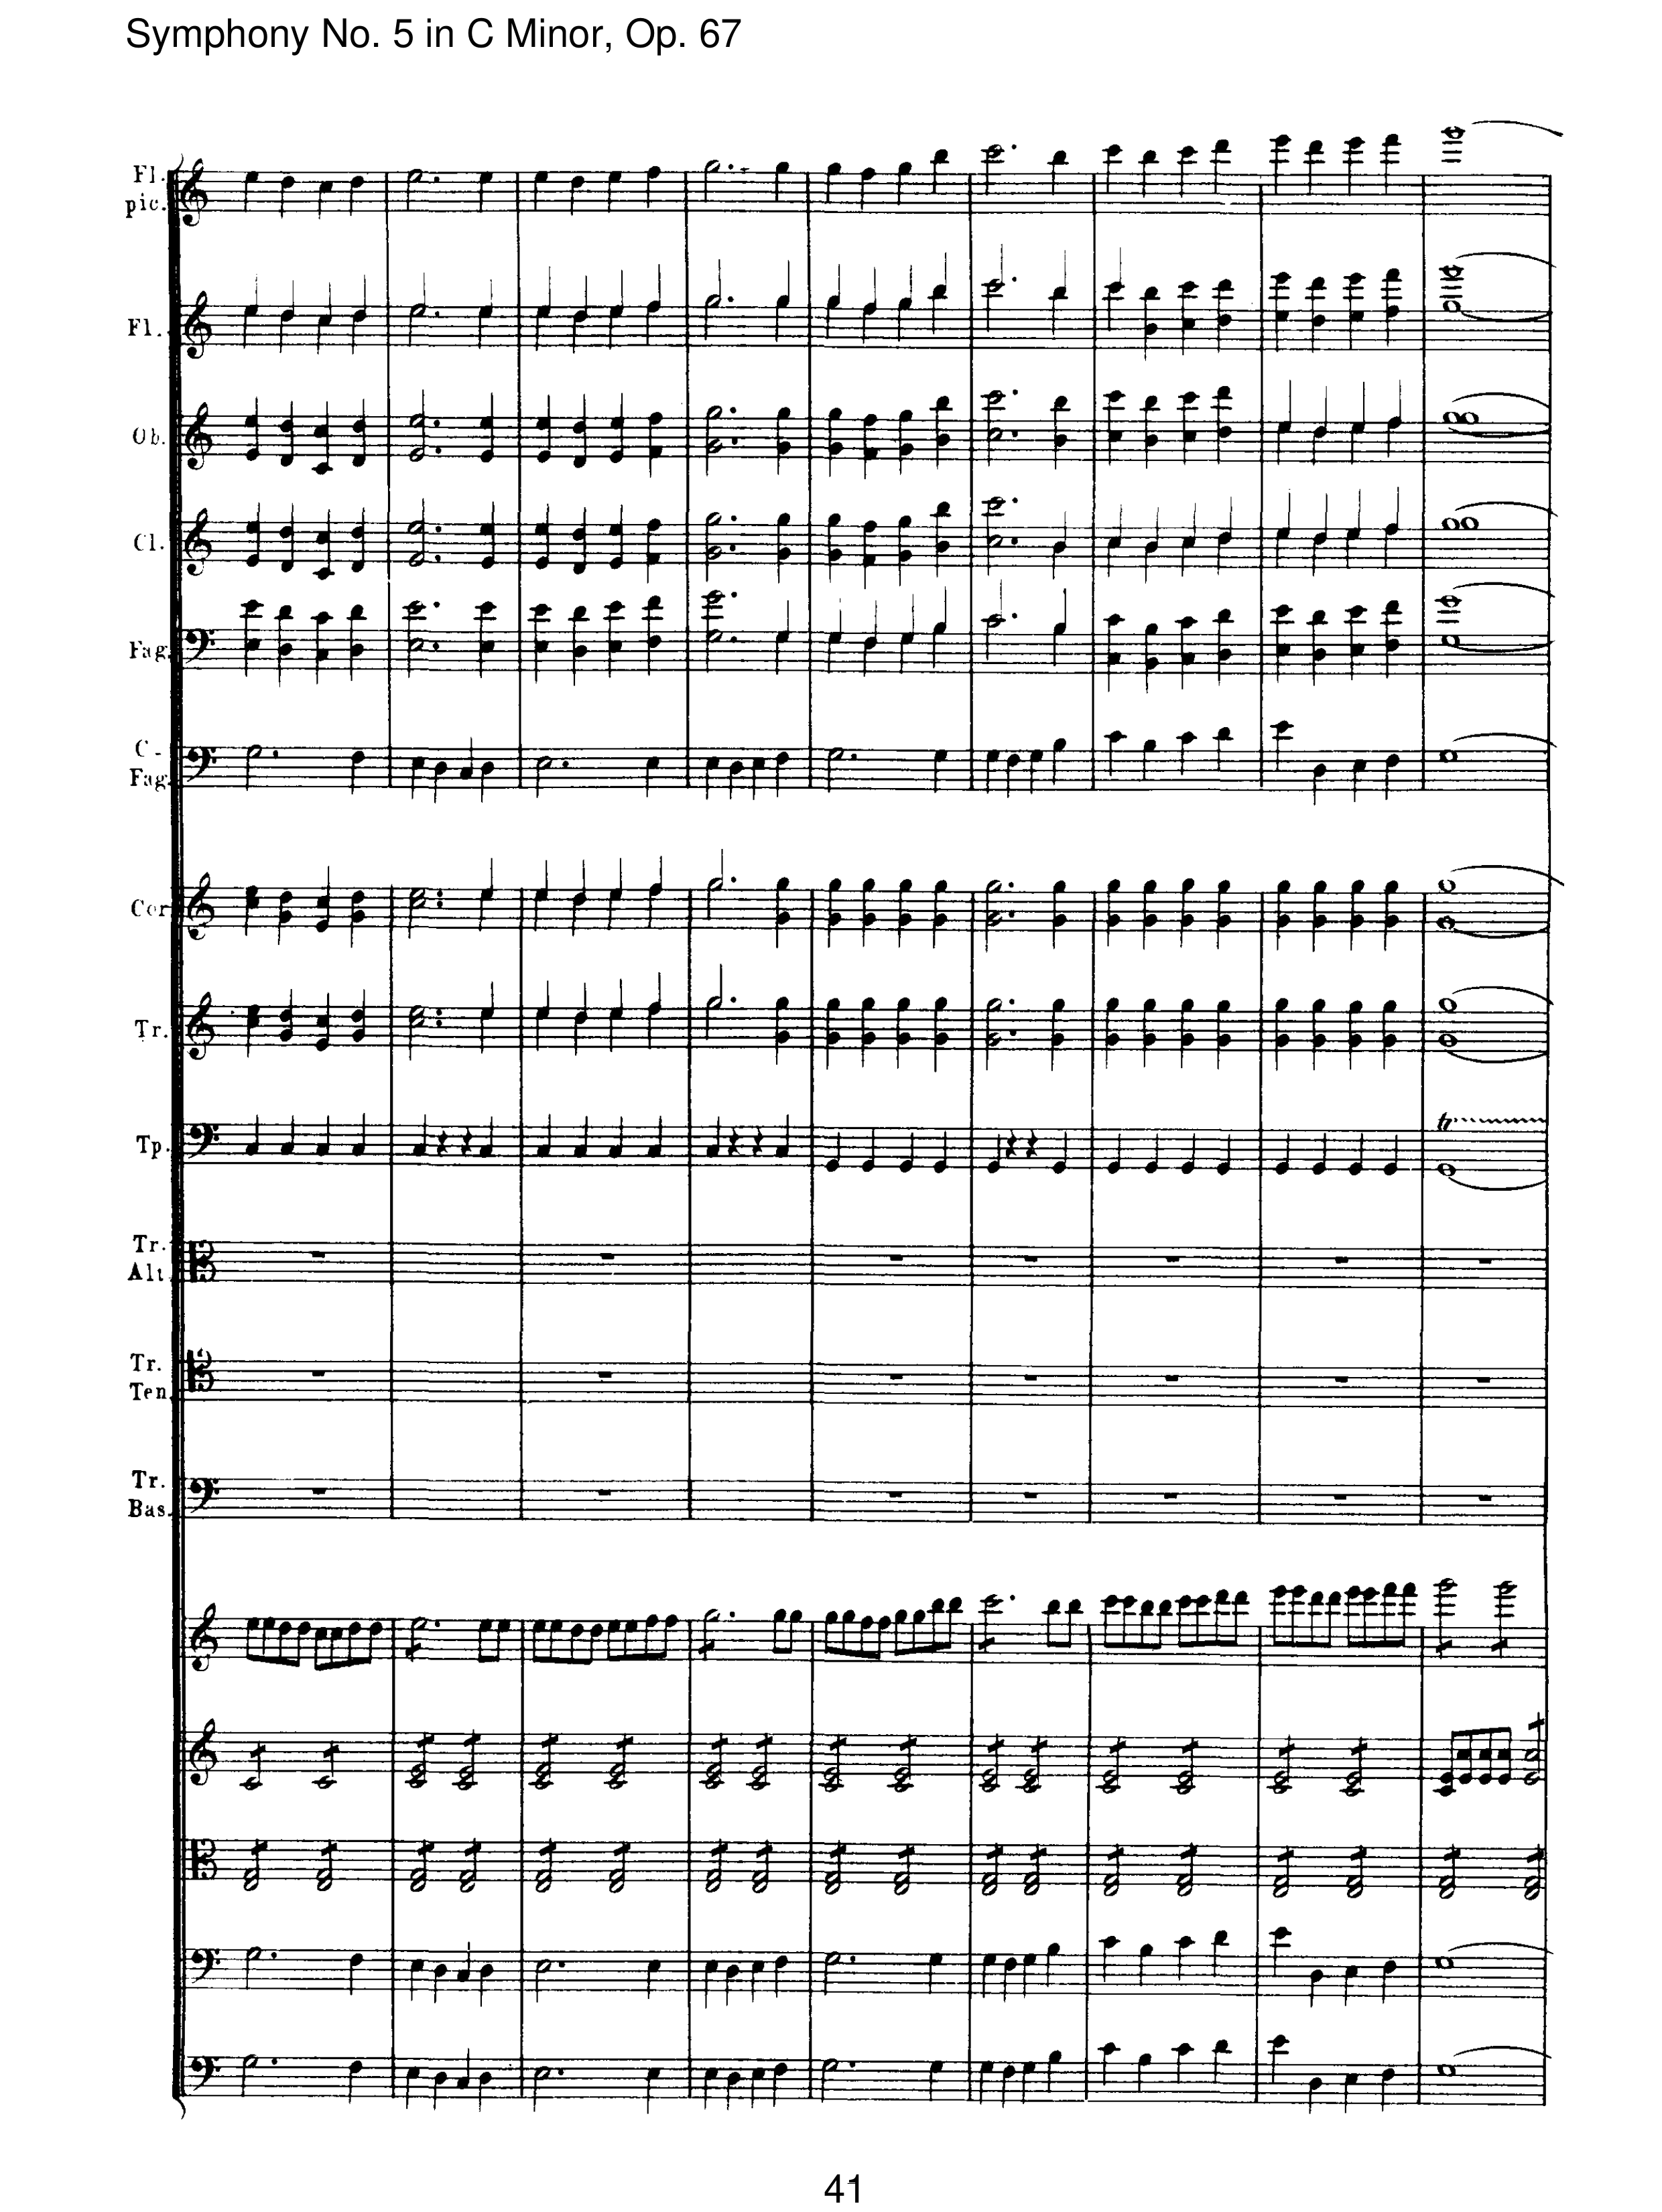 Symphony No. 5 in C Minor, Op. 67
Fl.
pic.
Fl.
Ob.
Cl.
Fag.
C-
Fag.
Cor
Tr.
Tp.
tr
Tr.
Alt.
Tr.
Ten.
Tr.
Bas.
41